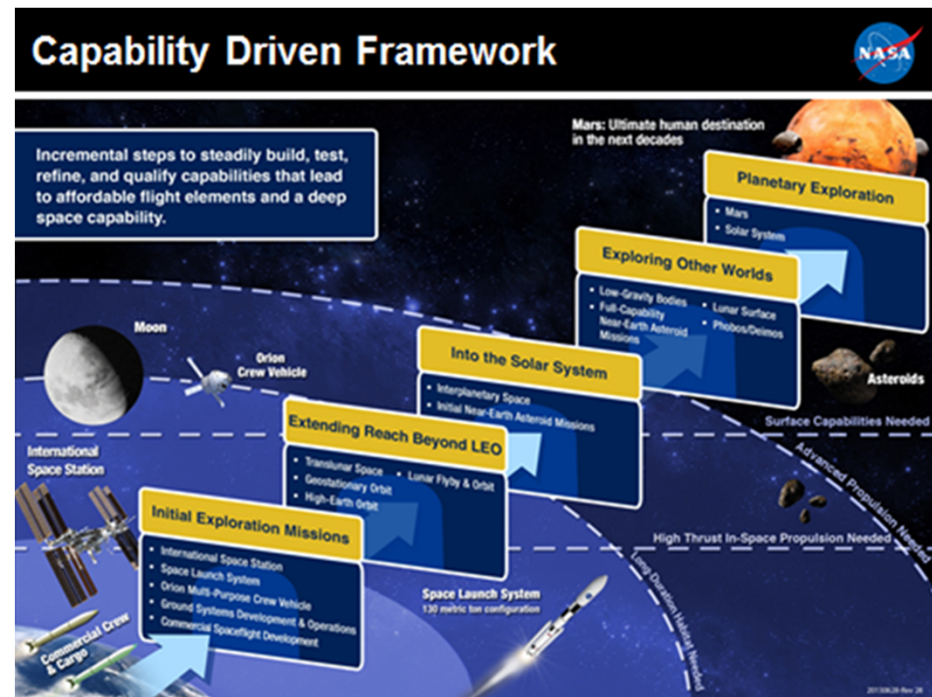 Capability Driven Framework
NASA
Incremental steps to steadily build, test,
refine, and qualify capabilities that lead
to affordable flight elements and a deep
space capability.
Mars: Ultimate human destination
in the next decades
Planetary Exploration
▪ Mars
▪ Solar System
Exploring Other Worlds
▪ Low-Gravity Bodies
▪ Full-Capability
Near-Earth Asteroid
Missions
▪ Lunar Surface
▪ Phobos/Deimos
Into the Solar System
▪ Interplanetary Space
▪ Initial Near-Earth Asteroid Missions
Extending Reach Beyond LEO
▪ Translunar Space
▪ Geostationary Orbit
▪ High-Earth Orbit
▪ Lunar Flyby & Orbit
Initial Exploration Missions
▪ International Space Station
▪ Space Launch System
▪ Orion Multi-Purpose Crew Vehicle
▪ Ground Systems Development & Operations
▪ Commercial Spaceflight Development
Moon
Orion
Crew Vehicle
International
Space Station
Commercial Crew
& Cargo
Space Launch System
130 metric ton configuration
Asteroids
Surface Capabilities Needed
Advanced Propulsion Needed
High Thrust In-Space Propulsion Needed
Long Duration Habitat Needed